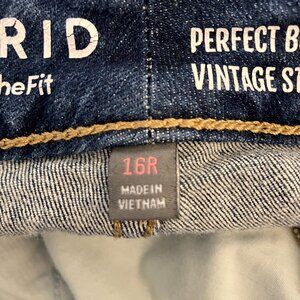 RID
heFit
PERFECT B
VINTAGE ST
16R
MADE IN
VIETNAM